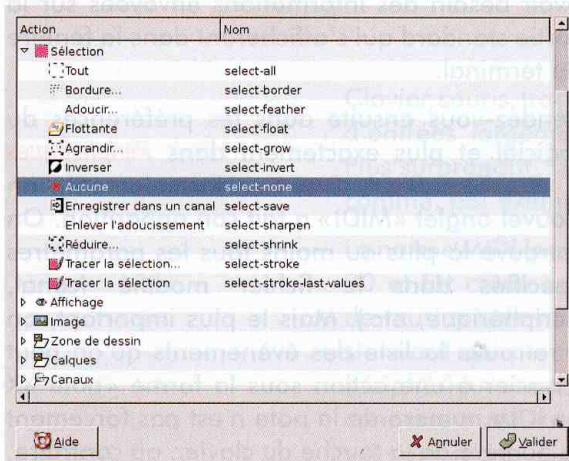 Action Nom
Sélection
Tout select-all
Bordure... select-border
Adoucir... select-feather
Flottante select-float
Agrandir... select-grow
Inverser select-invert
Aucune select-none
Enregistrer dans un canal select-save
Enlever l'adoucissement select-sharpen
Réduire... select-shrink
Tracer la sélection... select-stroke
Tracer la sélection select-stroke-last-values
Affichage
Image
Zone de dessin
Calques
Canaux
Aide Annuler Valider